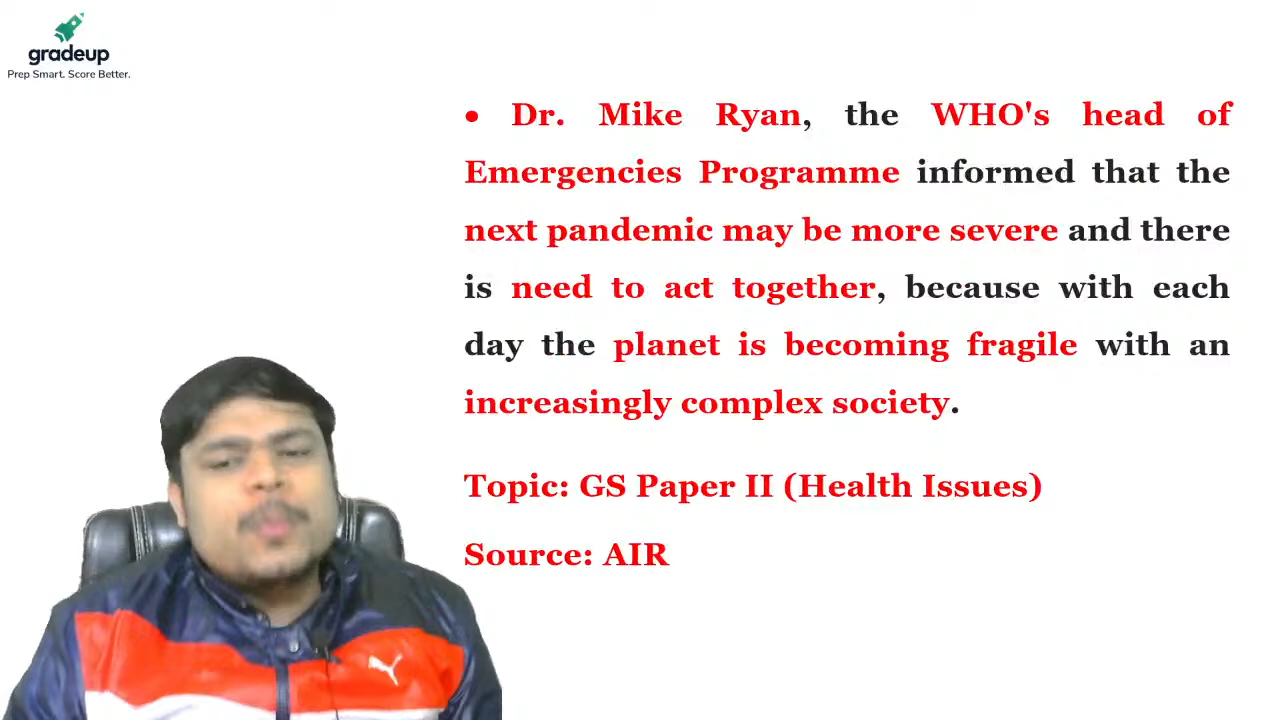 gradeup
Prep Smart. Score Better.
• Dr. Mike Ryan, the WHO's head of
Emergencies Programme informed that the
next pandemic may be more severe and there
is need to act together, because with each
day the planet is becoming fragile with an
increasingly complex society.
Topic: GS Paper II (Health Issues)
Source: AIR